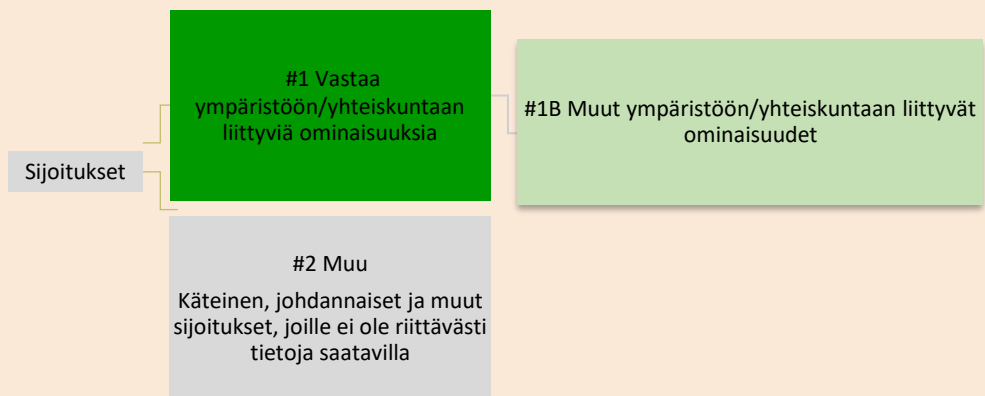 #1 Vastaa
ympäristöön/yhteiskuntaan
liittyviä ominaisuuksia
#1B Muut ympäristöön/yhteiskuntaan liittyvät
ominaisuudet
Sijoitukset
#2 Muu
Käteinen, johdannaiset ja muut
sijoitukset, joille ei ole riittävästi
tietoja saatavilla